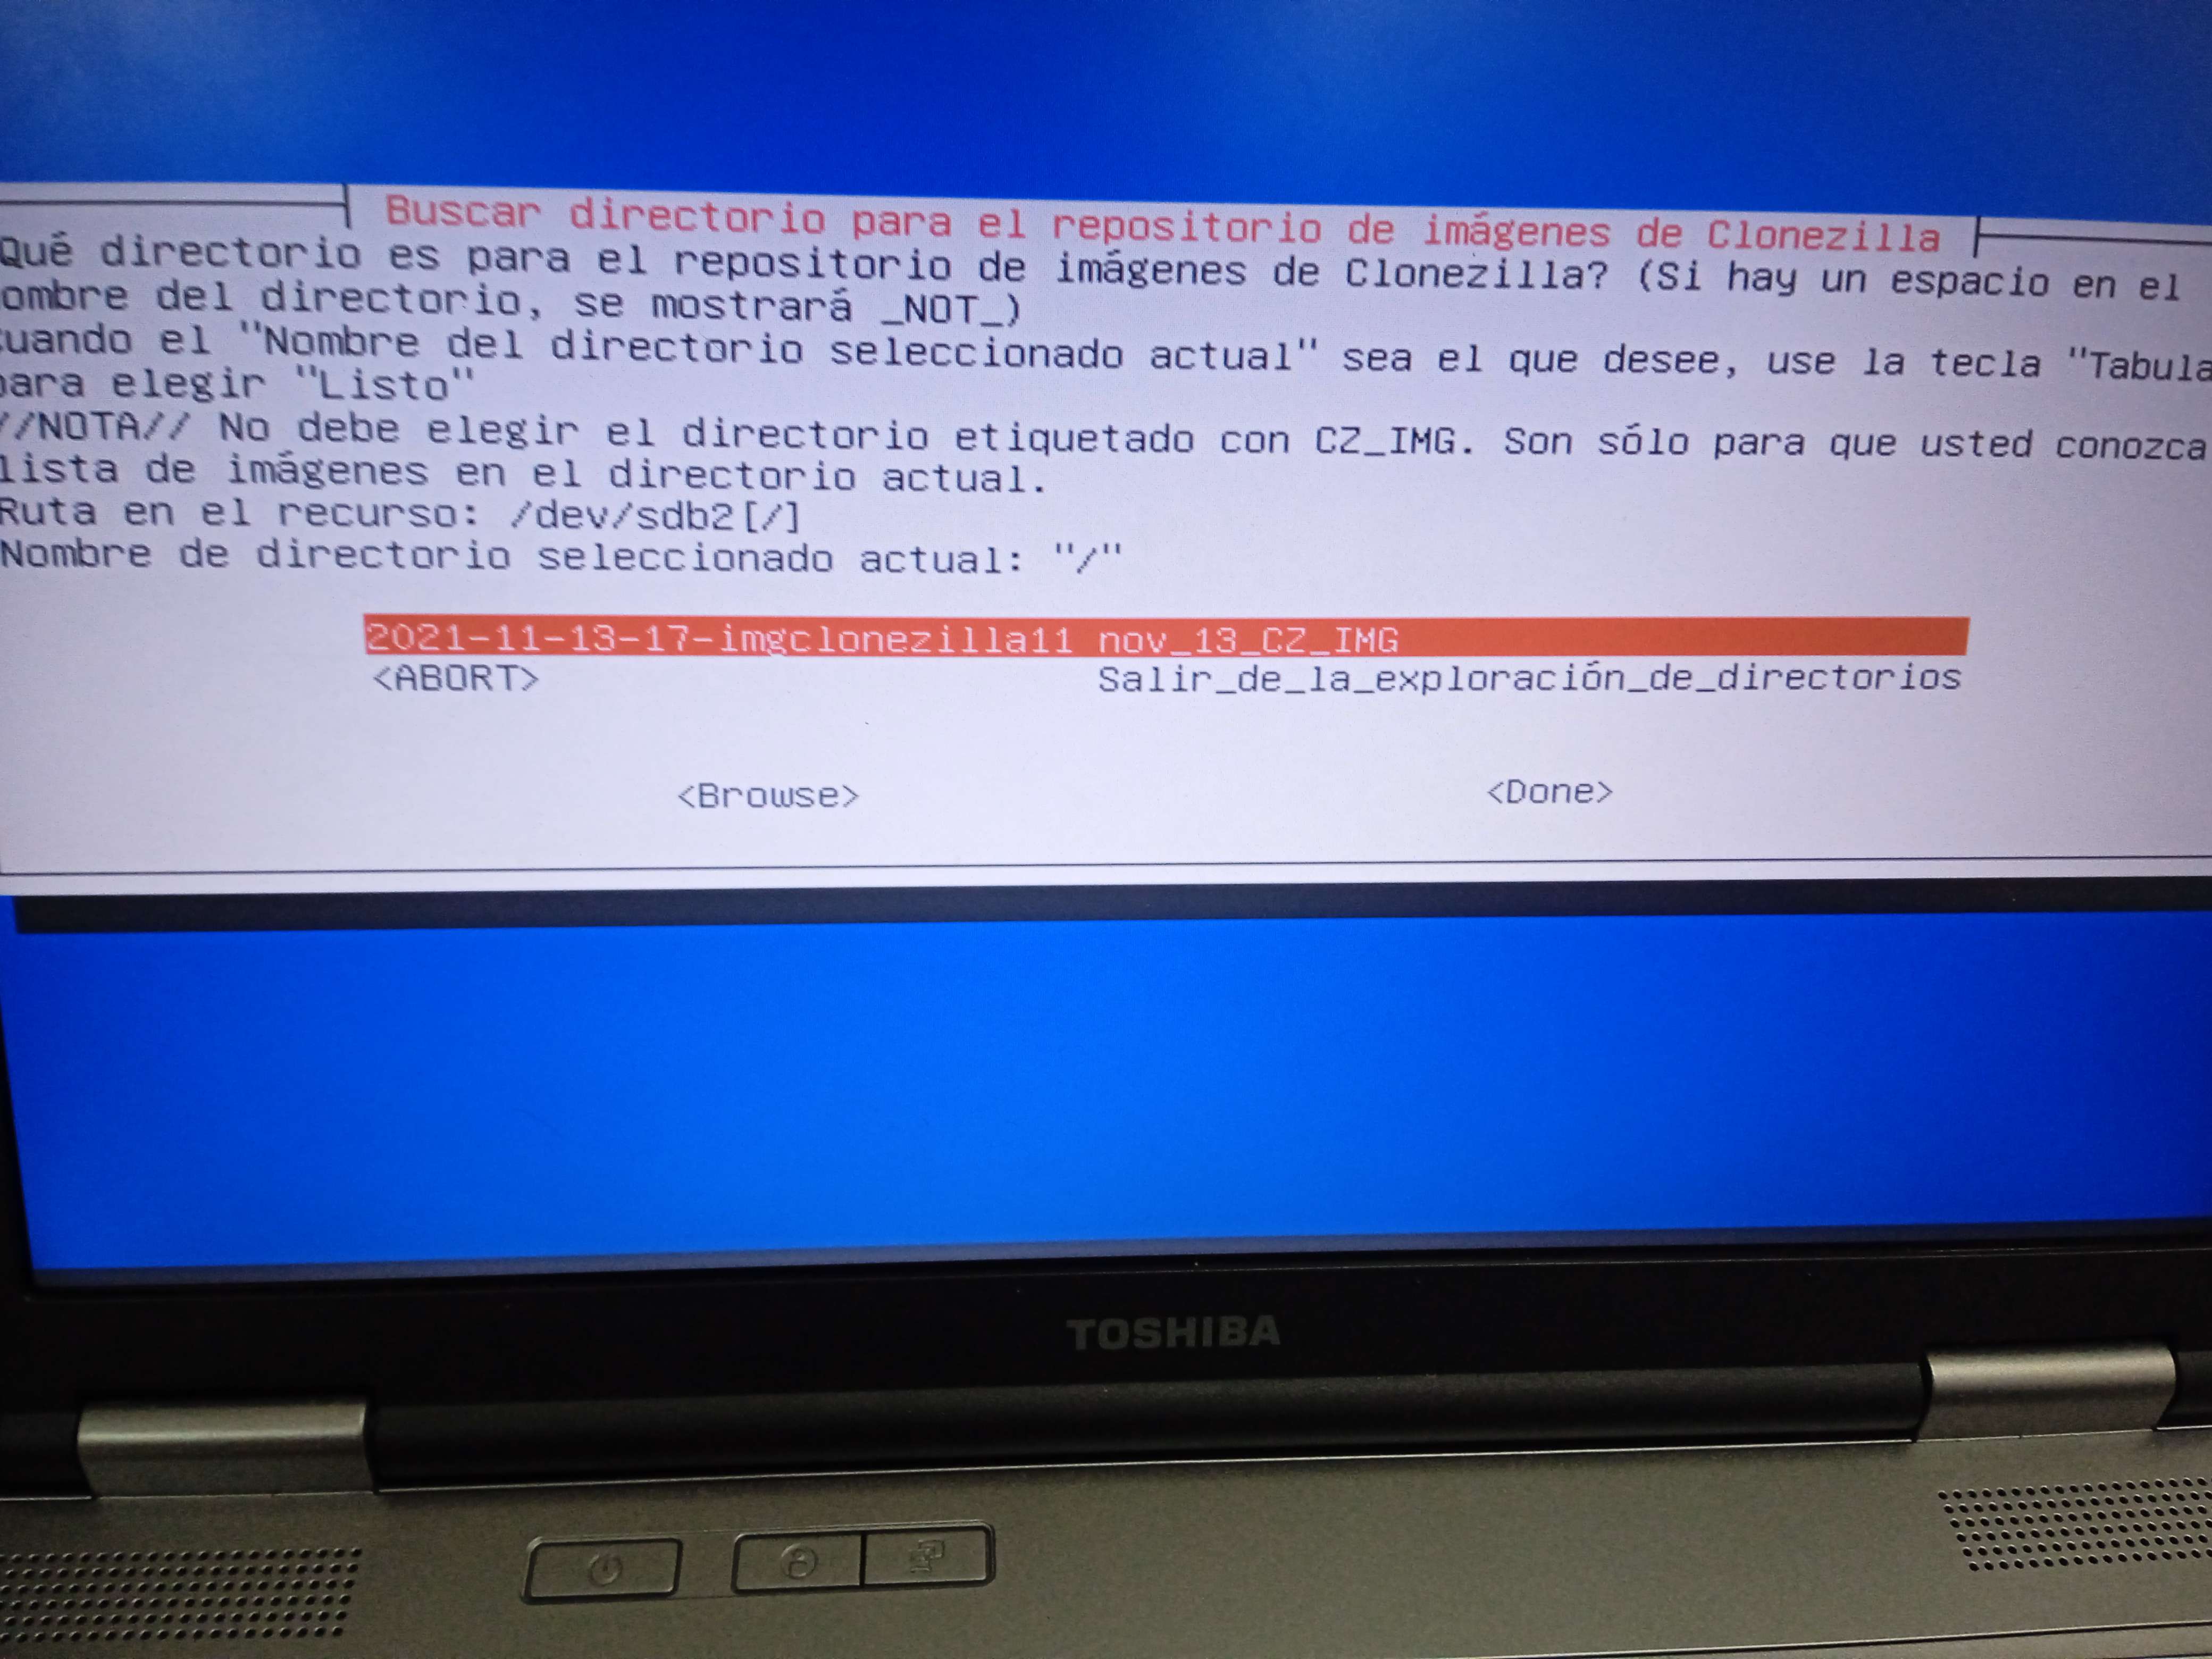 Buscar directorio para el repositorio de imágenes de Clonezilla
Qué directorio es para el repositorio de imágenes de Clonezilla? (Si hay un espacio en el
ombre del directorio, se mostrará _NOT_)
uando el "Nombre del directorio seleccionado actual" sea el que desee, use la tecla "Tabula
para elegir "Listo"
//NOTA// No debe elegir el directorio etiquetado con CZ_IMG. Son sólo para que usted conozca
lista de imágenes en el directorio actual.
Ruta en el recurso: /dev/sdb2[/]
Nombre de directorio seleccionado actual: "/"
2021-11-13-17-imgclonezilla11 nov_13_CZ_IMG
<ABORT> Salir_de_la_exploración_de_directorios
<Browse> <Done>
TOSHIBA